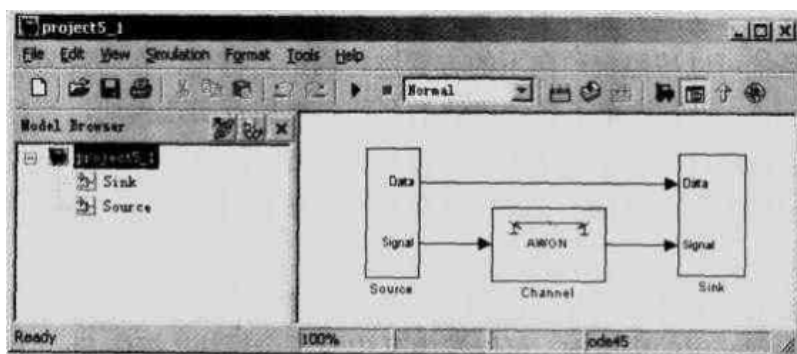 project5_1
File Edit View Simulation Format Tools Help
Normal
Model Browser
project5_1
Sink
Source
Data
Signal
Source
AWGN
Channel
Data
Signal
Sink
Ready
100%
ode45